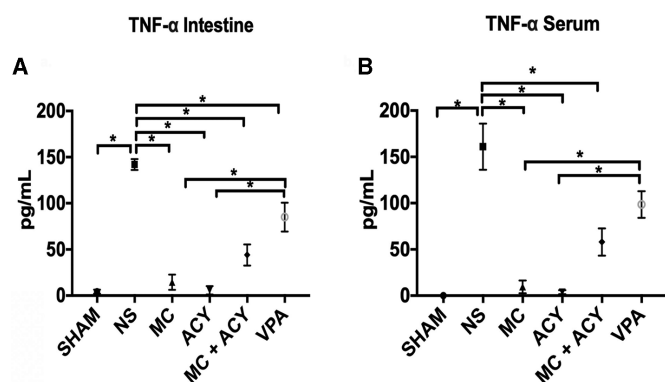 TNF-α Intestine
TNF-α Serum
A
B
*
*
*
*
*
*
*
200
150
100
50
0
pg/mL
SHAM
NS
MC
ACY
MC + ACY
VPA
*
*
*
*
*
*
200
150
100
50
0
pg/mL
SHAM
NS
MC
ACY
MC + ACY
VPA